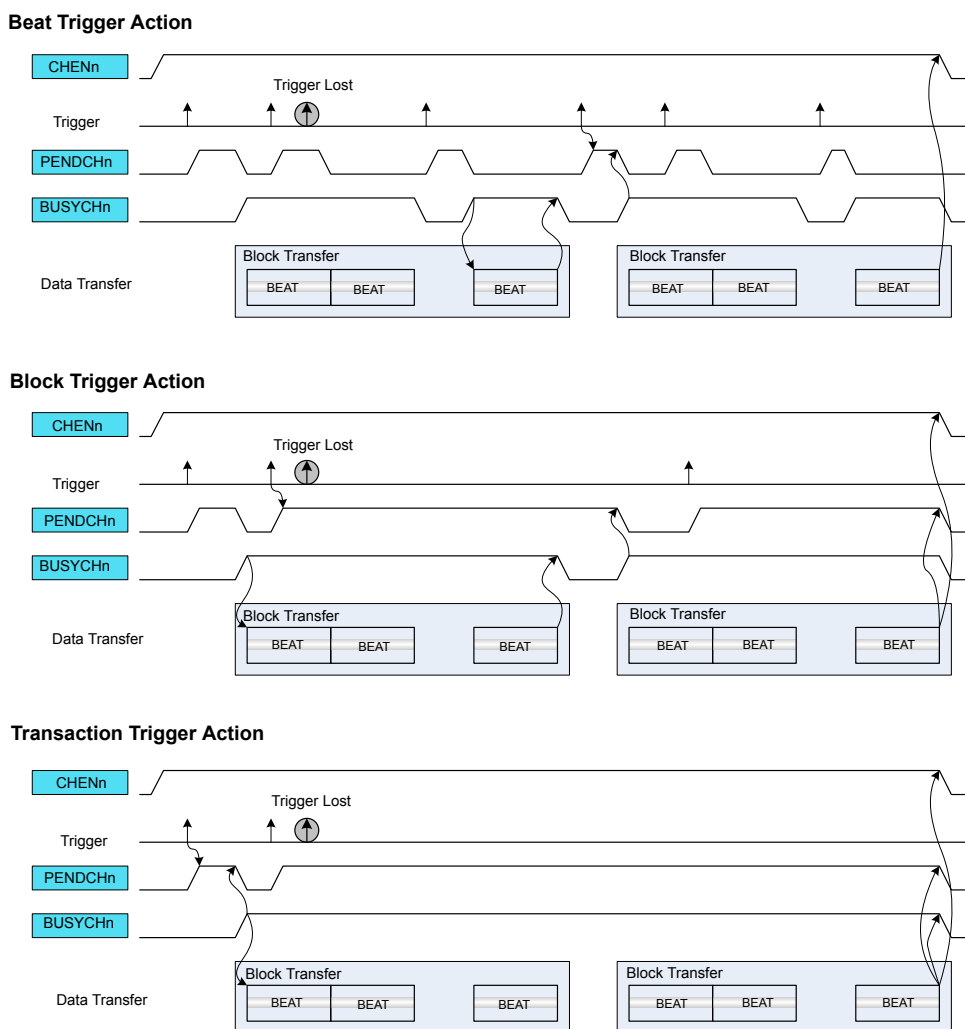 Beat Trigger Action
CHENn
Trigger Lost
Trigger
PENDCHn
BUSYCHn
Block Transfer
Block Transfer
Data Transfer
BEAT
BEAT
BEAT
BEAT
BEAT
BEAT
Block Trigger Action
CHENn
Trigger Lost
Trigger
PENDCHn
BUSYCHn
Block Transfer
Block Transfer
Data Transfer
BEAT
BEAT
BEAT
BEAT
BEAT
BEAT
Transaction Trigger Action
CHENn
Trigger Lost
Trigger
PENDCHn
BUSYCHn
Block Transfer
Block Transfer
Data Transfer
BEAT
BEAT
BEAT
BEAT
BEAT
BEAT